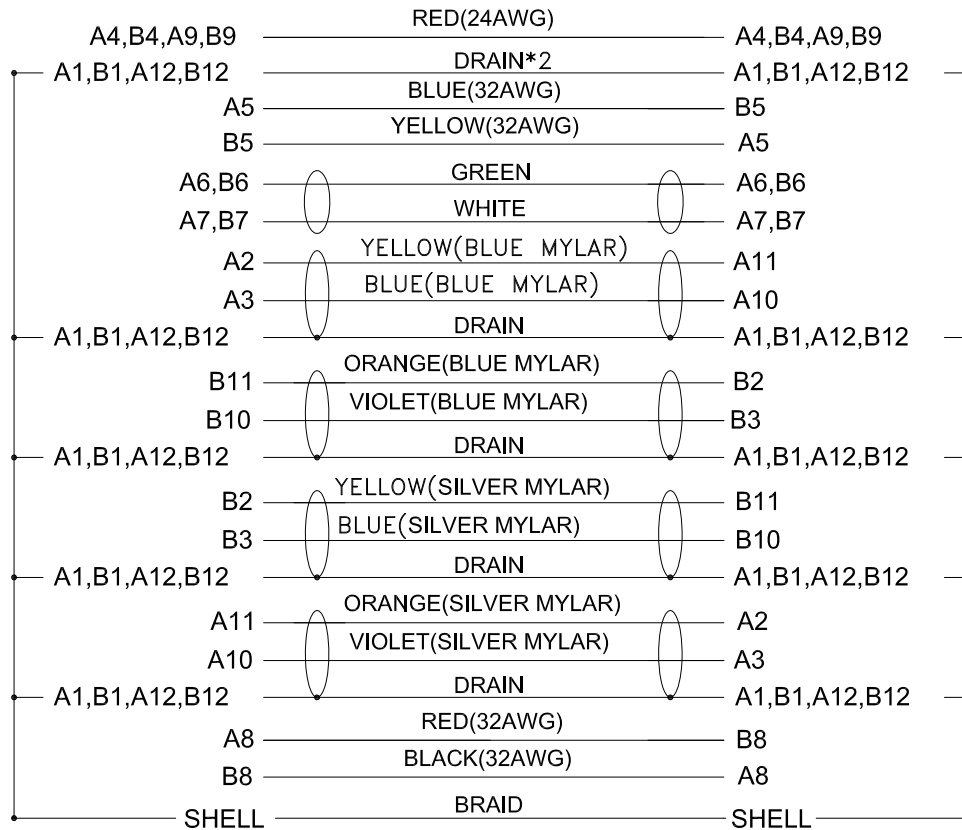 A4,B4,A9,B9 RED(24AWG) A4,B4,A9,B9
A1,B1,A12,B12 DRAIN*2 A1,B1,A12,B12
A5 BLUE(32AWG) B5
B5 YELLOW(32AWG) A5
A6,B6 GREEN A6,B6
A7,B7 WHITE A7,B7
A2 YELLOW(BLUE MYLAR) A11
A3 BLUE(BLUE MYLAR) A10
A1,B1,A12,B12 DRAIN A1,B1,A12,B12
B11 ORANGE(BLUE MYLAR) B2
B10 VIOLET(BLUE MYLAR) B3
A1,B1,A12,B12 DRAIN A1,B1,A12,B12
B2 YELLOW(SILVER MYLAR) B11
B3 BLUE(SILVER MYLAR) B10
A1,B1,A12,B12 DRAIN A1,B1,A12,B12
A11 ORANGE(SILVER MYLAR) A2
A10 VIOLET(SILVER MYLAR) A3
A1,B1,A12,B12 DRAIN A1,B1,A12,B12
A8 RED(32AWG) B8
B8 BLACK(32AWG) A8
SHELL BRAID SHELL